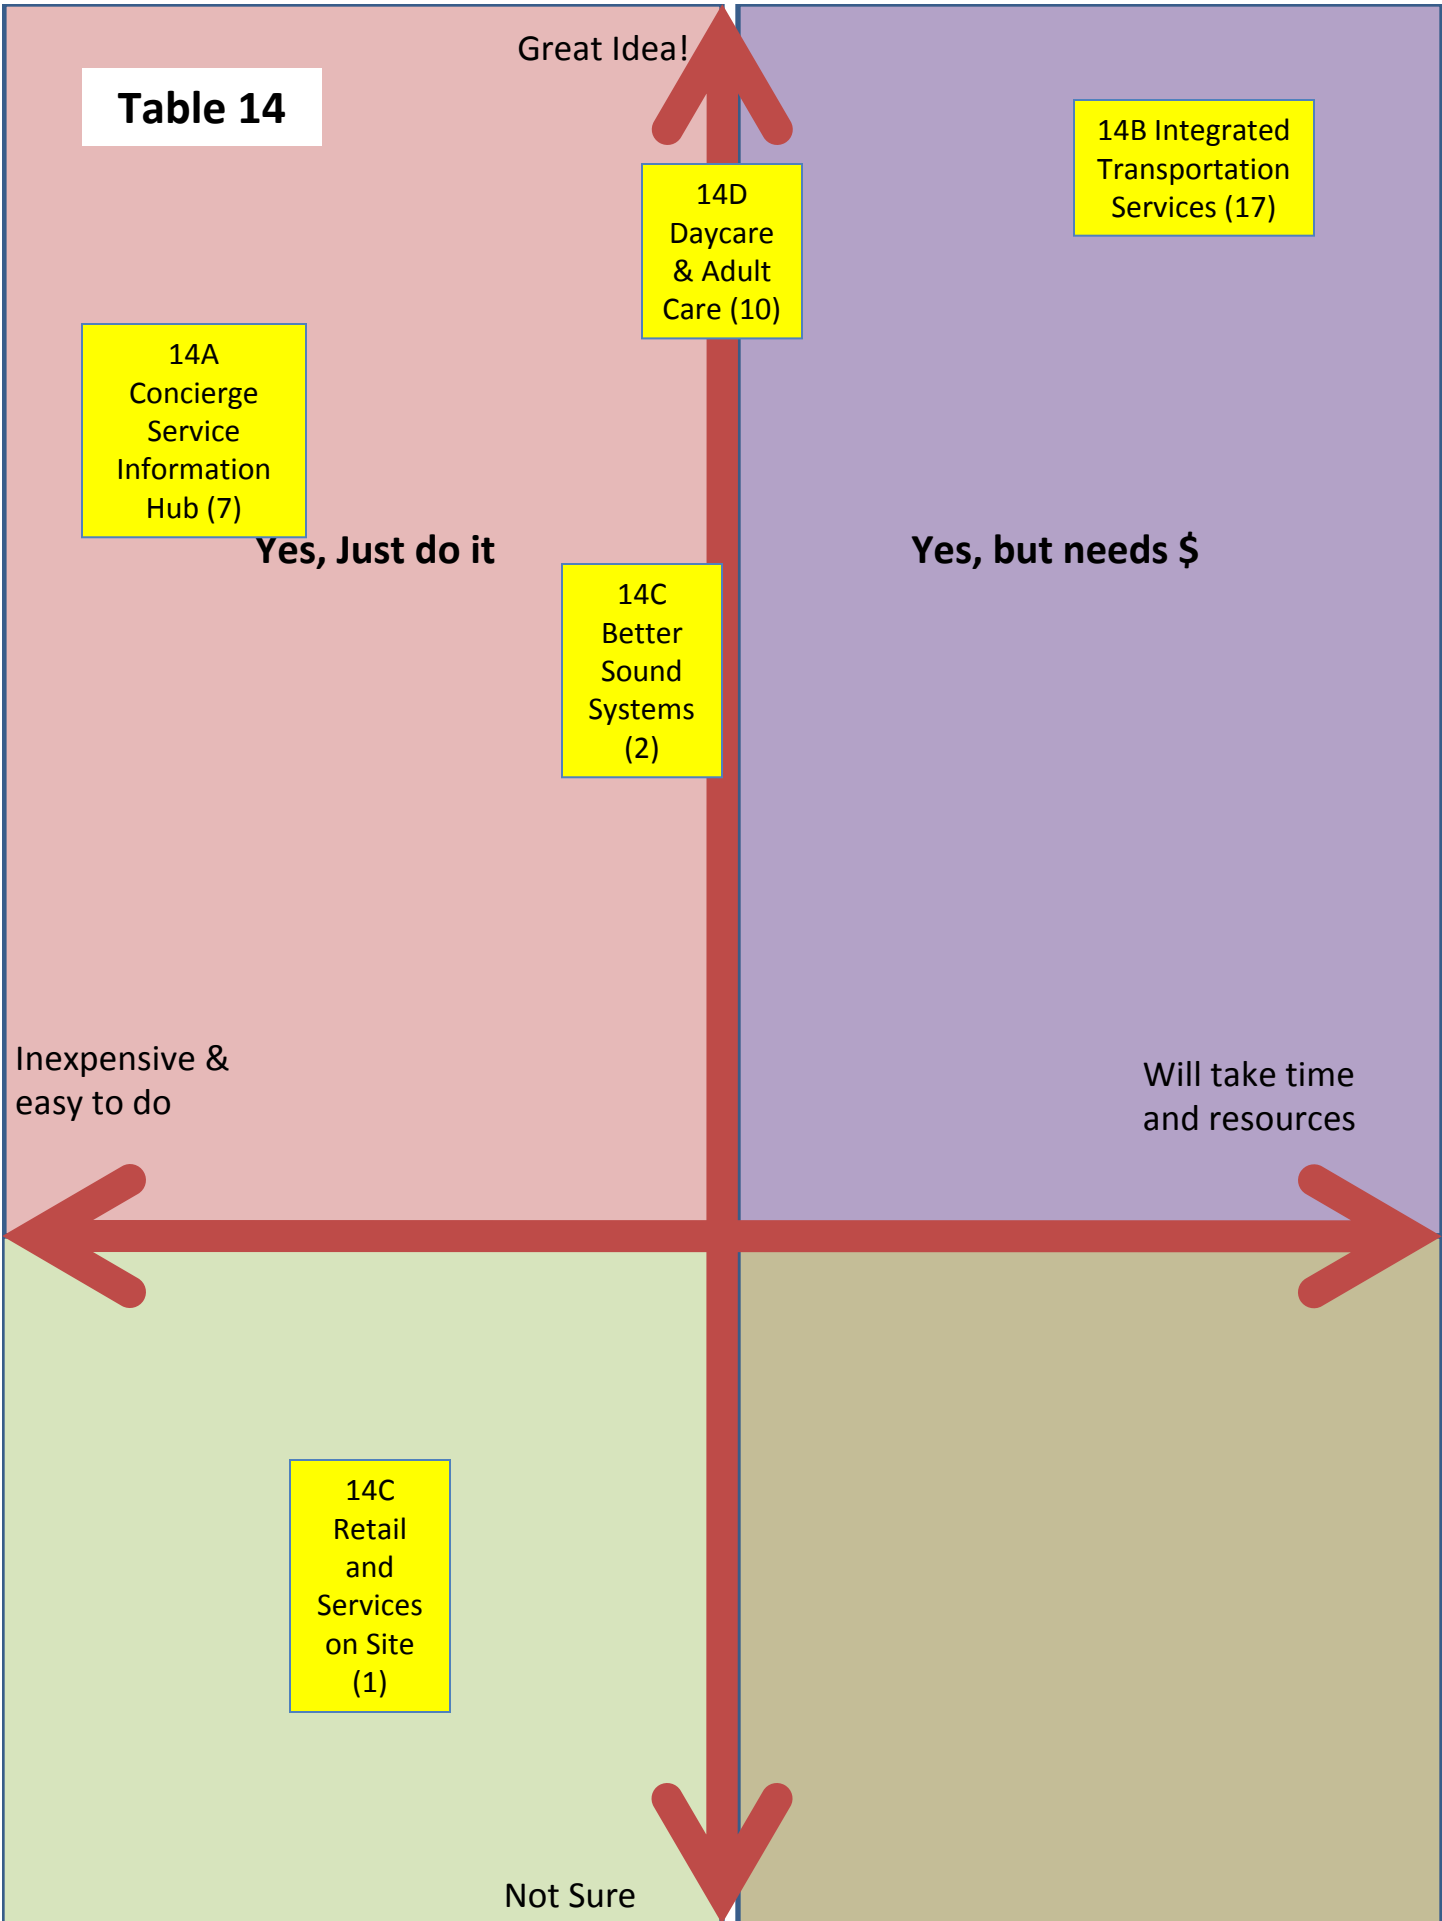 Great Idea!
Table 14
14B Integrated
Transportation
Services (17)
14D
Daycare
& Adult
Care (10)
14A
Concierge
Service
Information
Hub (7)
Yes, Just do it
Yes, but needs $
14C
Better
Sound
Systems
(2)
Inexpensive &
easy to do
Will take time
and resources
14C
Retail
and
Services
on Site
(1)
Not Sure